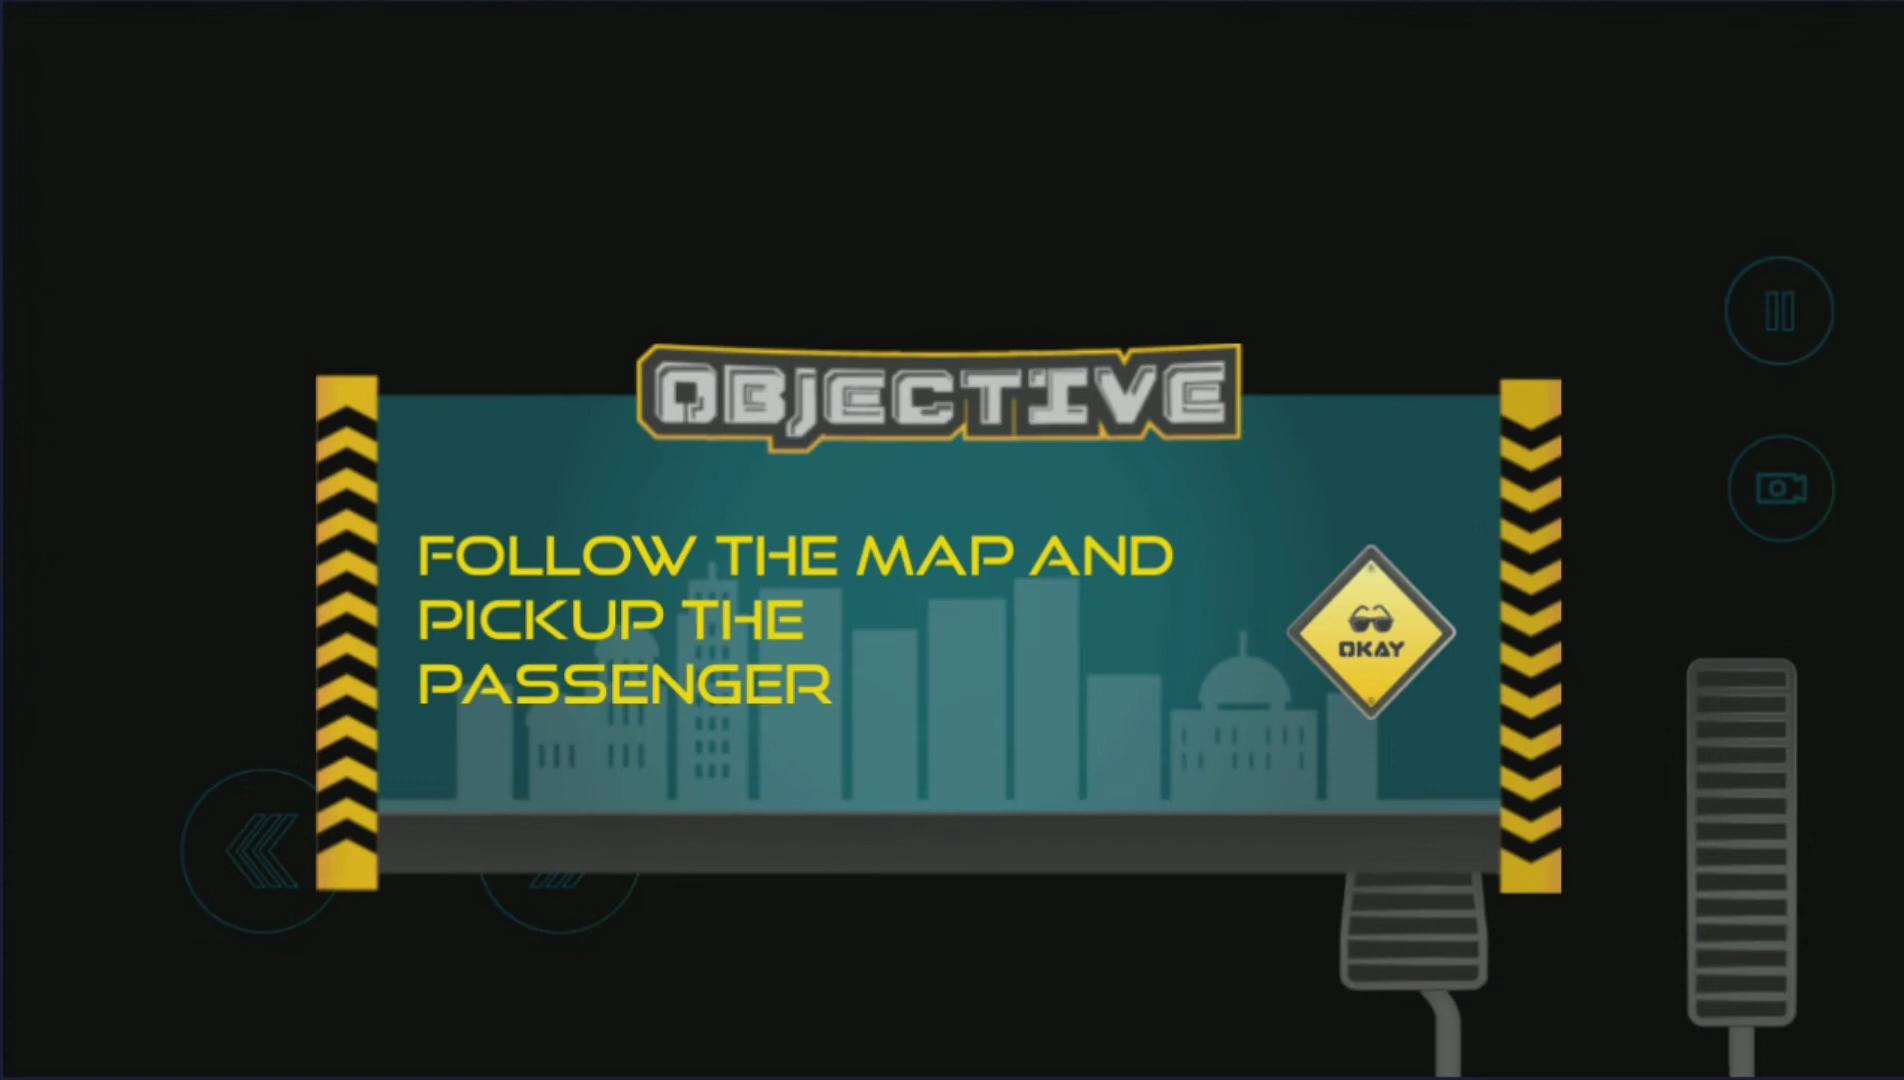 OBJECTIVE
FOLLOW THE MAP AND
PICKUP THE
PASSENGER
OKAY